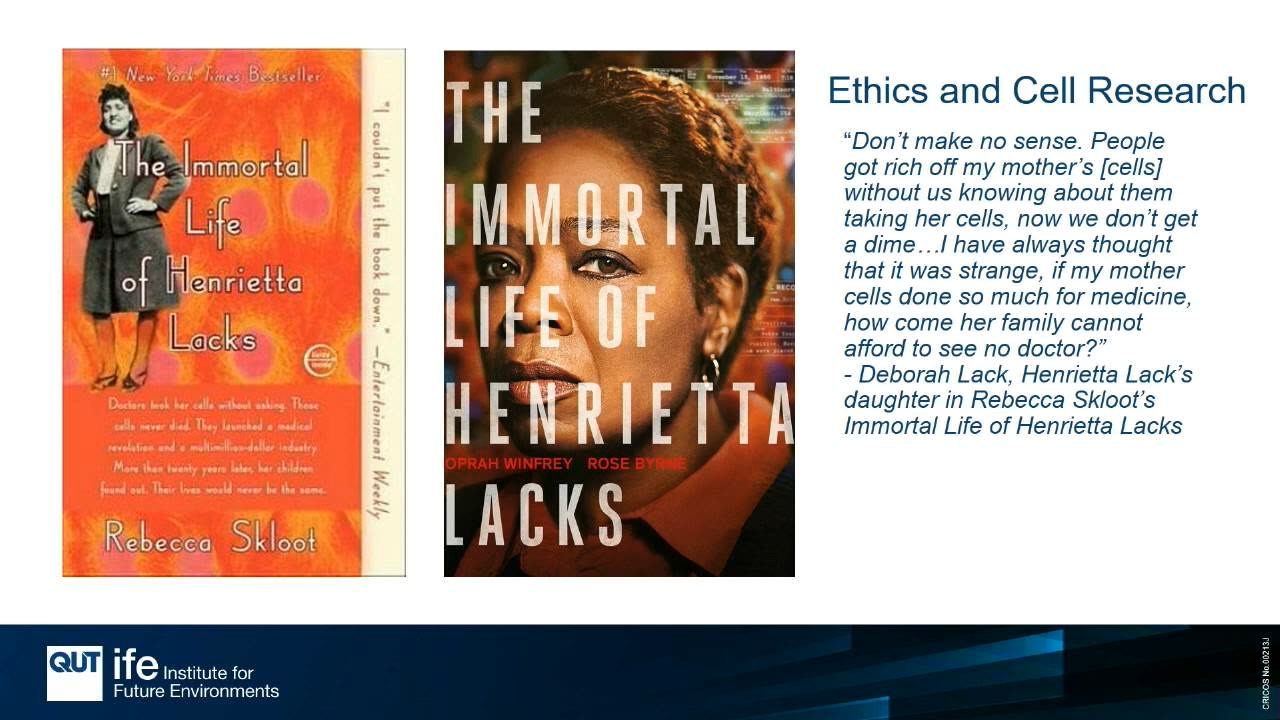 #1 New York Times Bestseller
The Immortal
Life
of Henrietta
Lacks
Guide
Inside
Doctors took her cells without asking. Those
cells never died. They launched a medical
revolution and a multimillion-dollar industry.
More than twenty years later, her children
found out. Their lives would never be the same.
Rebecca Skloot
"I couldn't put the book down." —Entertainment Weekly
THE
IMMORTAL
LIFE OF
HENRIETTA
OPRAH WINFREY ROSE BYRNE
LACKS
November 15, 1950
Ethics and Cell Research
“Don’t make no sense. People
got rich off my mother’s [cells]
without us knowing about them
taking her cells, now we don’t get
a dime…I have always thought
that it was strange, if my mother
cells done so much for medicine,
how come her family cannot
afford to see no doctor?”
- Deborah Lack, Henrietta Lack’s
daughter in Rebecca Skloot’s
Immortal Life of Henrietta Lacks
QUT
ife Institute for
Future Environments
CRICOS No.00213J